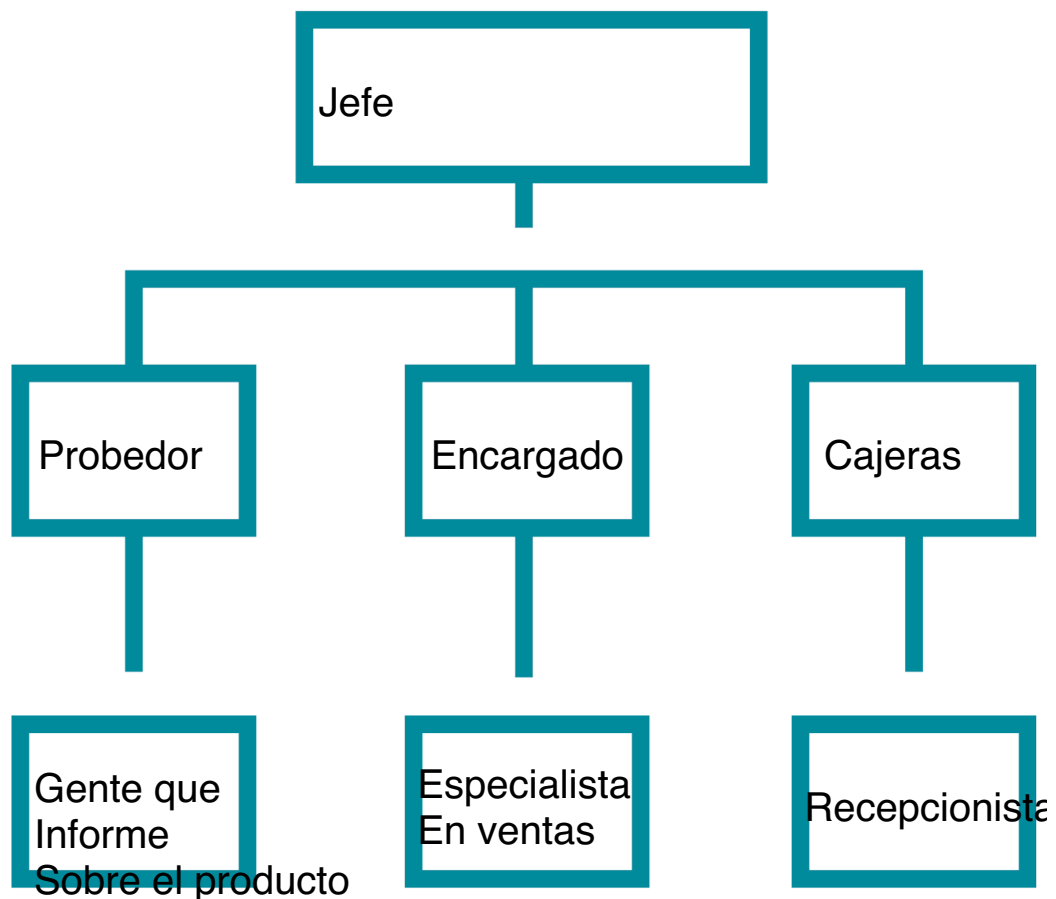 Jefe
Probedor
Encargado
Cajeras
Gente que
Informe
Sobre el producto
Especialista
En ventas
Recepcionista